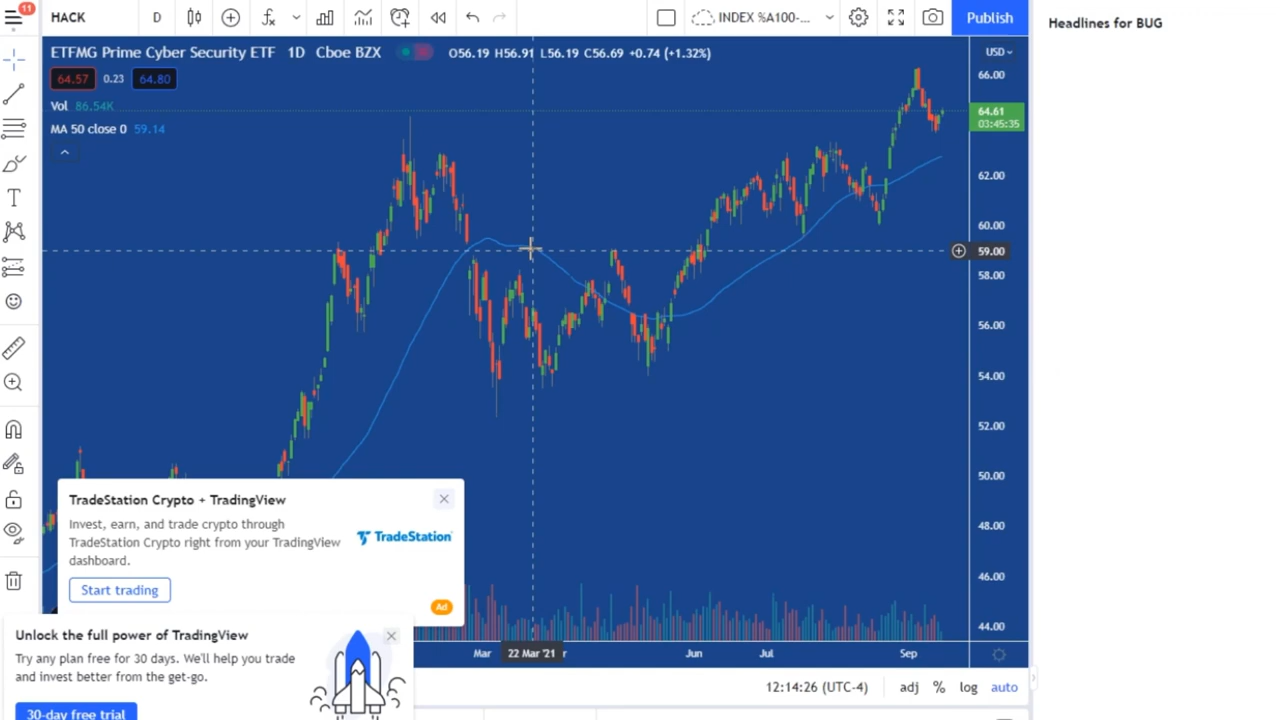 11
HACK
D
INDEX %A100-...
Publish
Headlines for BUG
ETFMG Prime Cyber Security ETF 1D Cboe BZX
O56.19 H56.91 L56.19 C56.69 +0.74 (+1.32%)
USD
64.57 0.23 64.80
Vol 86.54K
MA 50 close 0 59.14
66.00
64.61
03:45:35
62.00
60.00
59.00
58.00
56.00
54.00
52.00
50.00
48.00
46.00
44.00
TradeStation Crypto + TradingView
Invest, earn, and trade crypto through
TradeStation Crypto right from your TradingView
dashboard.
TradeStation
Start trading
Ad
Unlock the full power of TradingView
Try any plan free for 30 days. We'll help you trade
and invest better from the get-go.
30-day free trial
Mar 22 Mar '21 Jun Jul Sep
12:14:26 (UTC-4) adj % log auto